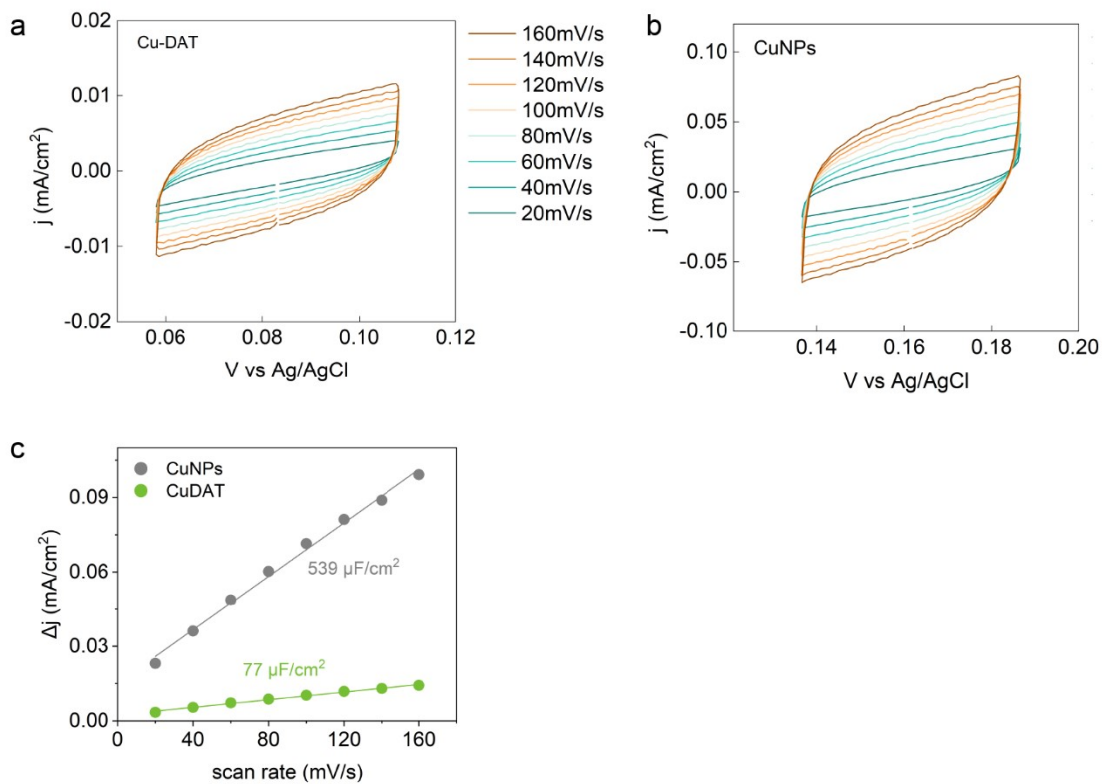 a
Cu-DAT
0.02
0.01
0.00
-0.01
-0.02
j (mA/cm²)
0.06
0.08
0.10
0.12
V vs Ag/AgCl
160mV/s
140mV/s
120mV/s
100mV/s
80mV/s
60mV/s
40mV/s
20mV/s
b
CuNPs
0.10
0.05
0.00
-0.05
-0.10
j (mA/cm²)
0.14
0.16
0.18
0.20
V vs Ag/AgCl
c
CuNPs
CuDAT
0.09
0.06
0.03
0.00
Δj (mA/cm²)
539 μF/cm²
77 μF/cm²
0
40
80
120
160
scan rate (mV/s)